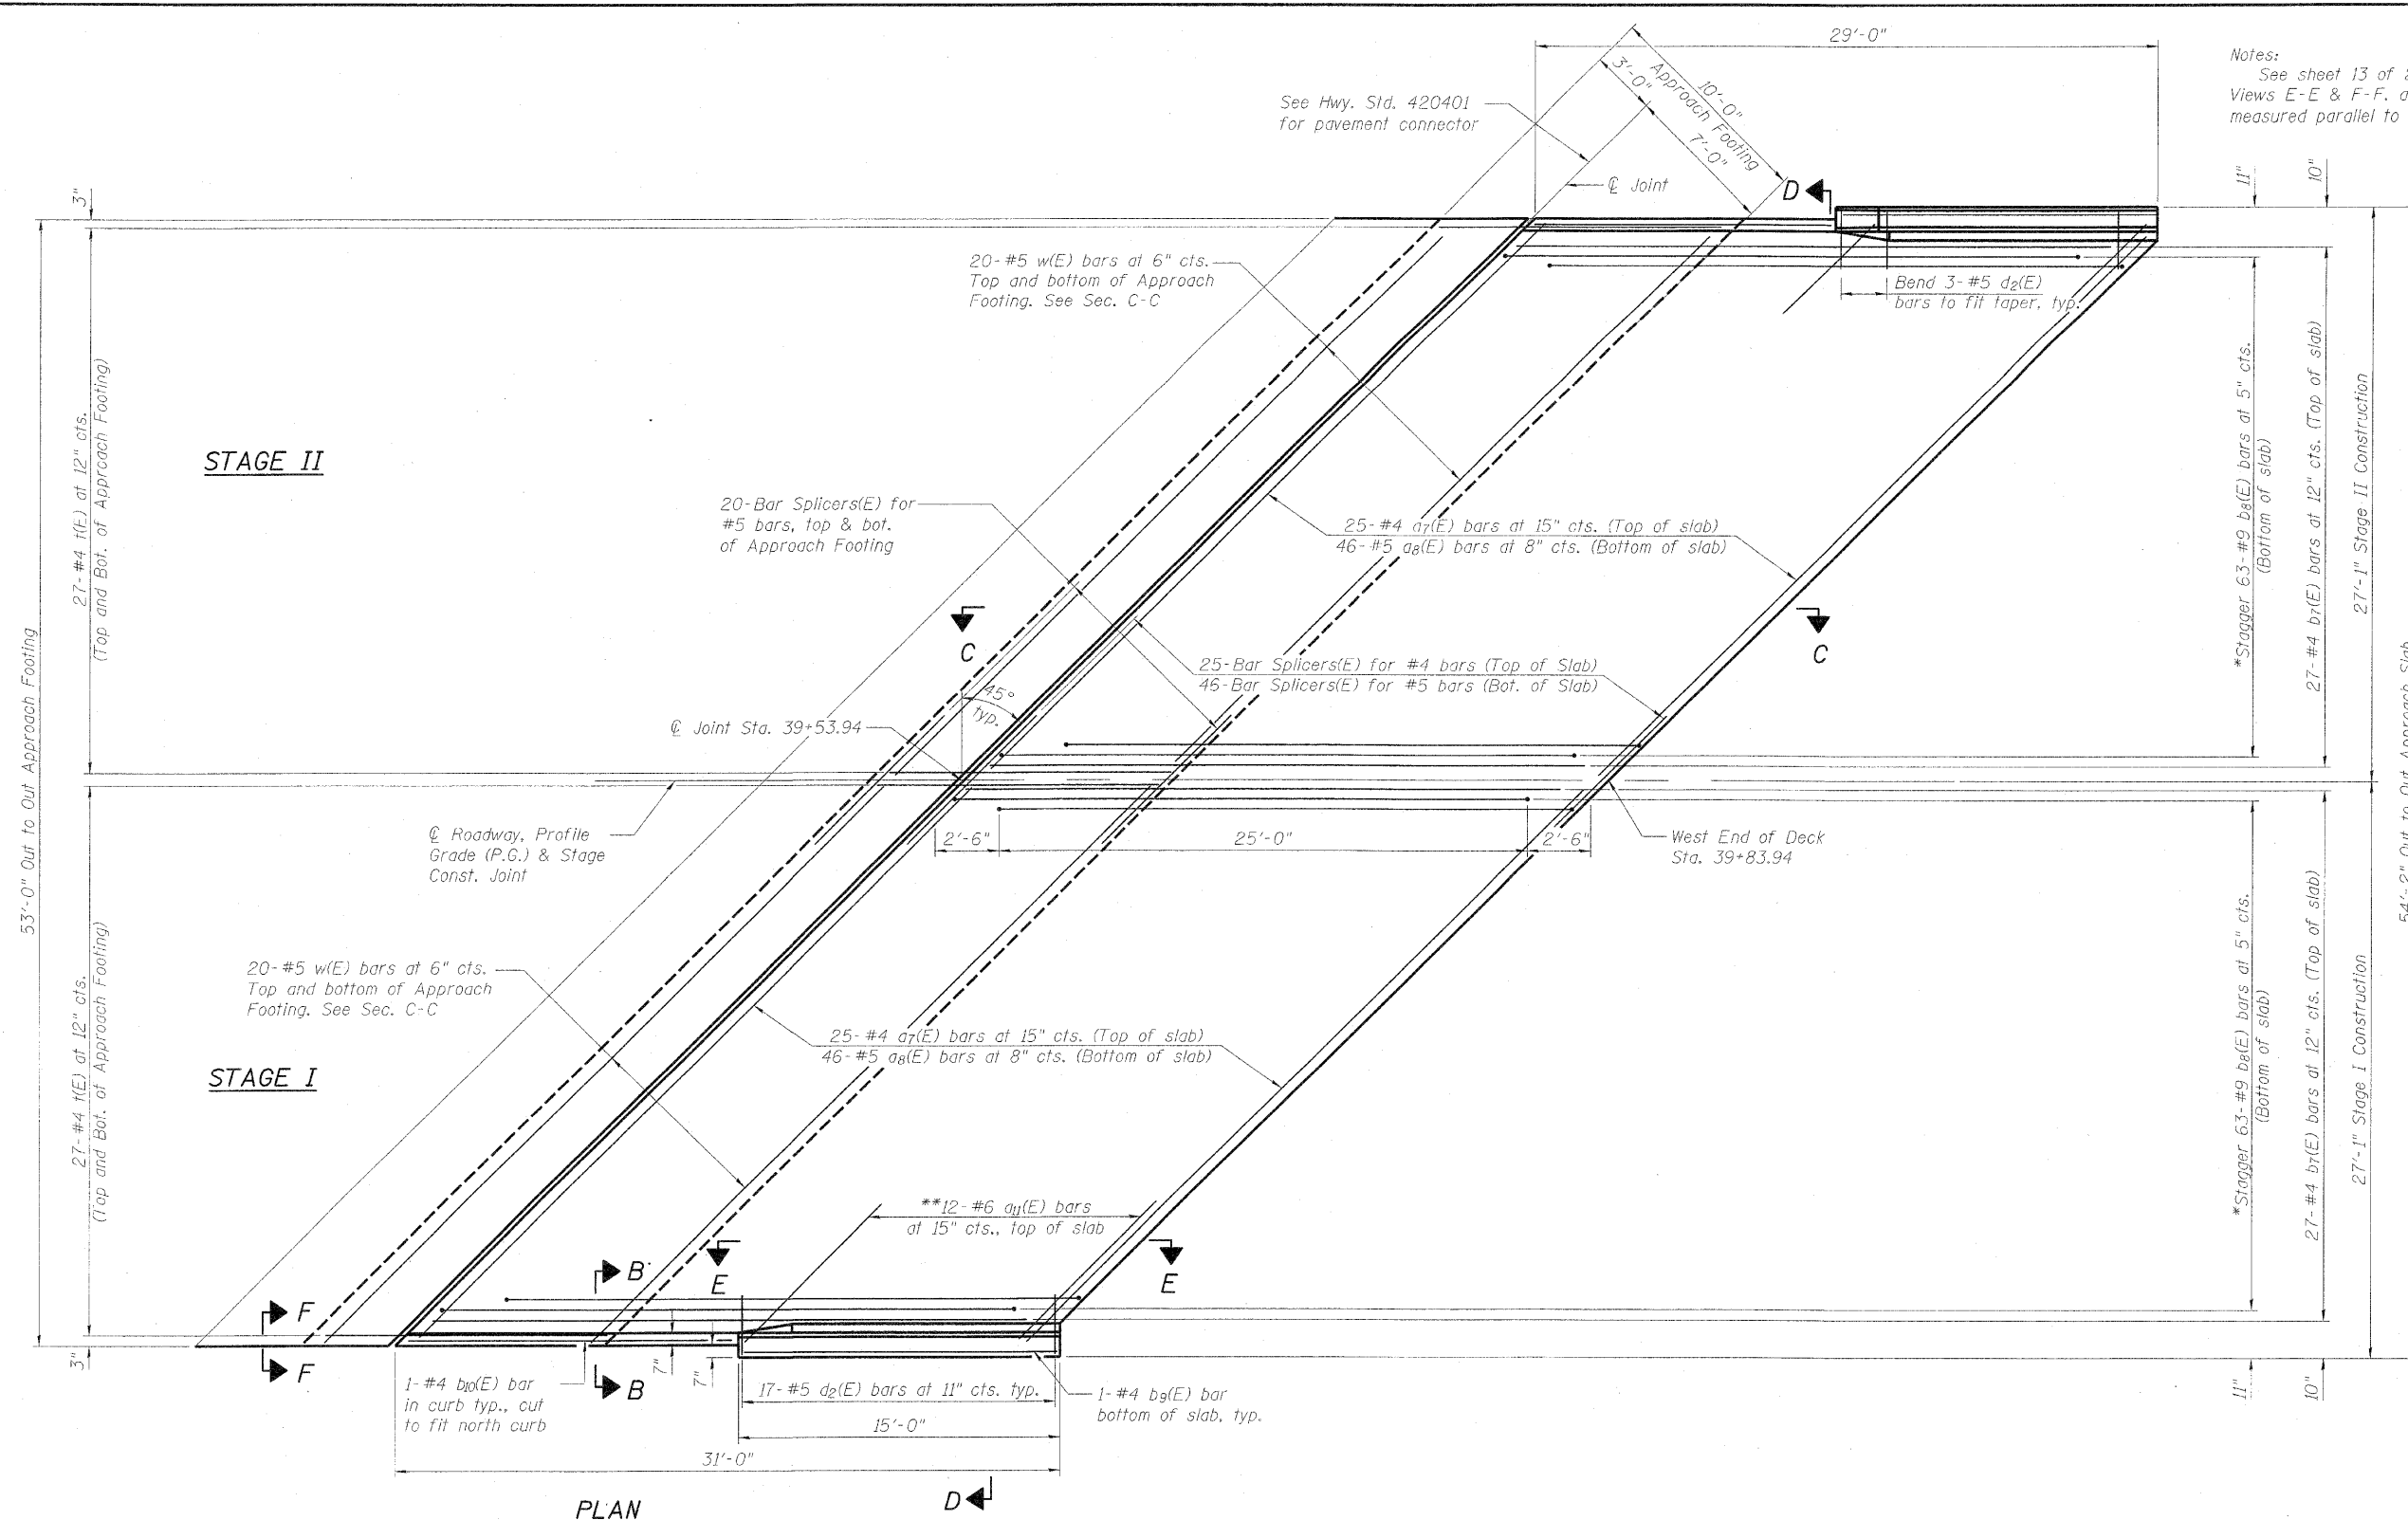 29'-0"
Notes:
See sheet 13 of
Views E-E & F-F.
measured parallel to
3'-0"
10'-0"
Approach Footing
7'-0"
See Hwy. Std. 420401
for pavement connector
℄ Joint
D
3"
11"
10"
20-#5 w(E) bars at 6" cts.
Top and bottom of Approach
Footing. See Sec. C-C
Bend 3-#5 d2(E)
bars to fit taper, typ.
27-#4 t(E) at 12" cts.
(Top and Bot. of Approach Footing)
STAGE II
*Stagger 63-#9 b8(E) bars at 5" cts.
(Bottom of slab)
27-#4 b7(E) bars at 12" cts. (Top of slab)
27'-1" Stage II Construction
20-Bar Splicers(E) for
#5 bars, top & bot.
of Approach Footing
25-#4 a7(E) bars at 15" cts. (Top of slab)
46-#5 a8(E) bars at 8" cts. (Bottom of slab)
C
C
25-Bar Splicers(E) for #4 bars (Top of Slab)
46-Bar Splicers(E) for #5 bars (Bot. of Slab)
45°
typ.
℄ Joint Sta. 39+53.94
53'-0" Out to Out Approach Footing
54'-2" Out to Out Approach Slab
℄ Roadway, Profile
Grade (P.G.) & Stage
Const. Joint
2'-6"
25'-0"
2'-6"
West End of Deck
Sta. 39+83.94
27-#4 t(E) at 12" cts.
(Top and Bot. of Approach Footing)
20-#5 w(E) bars at 6" cts.
Top and bottom of Approach
Footing. See Sec. C-C
25-#4 a7(E) bars at 15" cts. (Top of slab)
46-#5 a8(E) bars at 8" cts. (Bottom of slab)
STAGE I
*Stagger 63-#9 b8(E) bars at 5" cts.
(Bottom of slab)
27-#4 b7(E) bars at 12" cts. (Top of slab)
27'-1" Stage I Construction
**12-#6 a11(E) bars
at 15" cts., top of slab
B
E
E
F
F
3"
1-#4 b10(E) bar
in curb typ., cut
to fit north curb
B
7"
7"
17-#5 d2(E) bars at 11" cts. typ.
1-#4 b9(E) bar
bottom of slab, typ.
11"
10"
15'-0"
31'-0"
D
PLAN